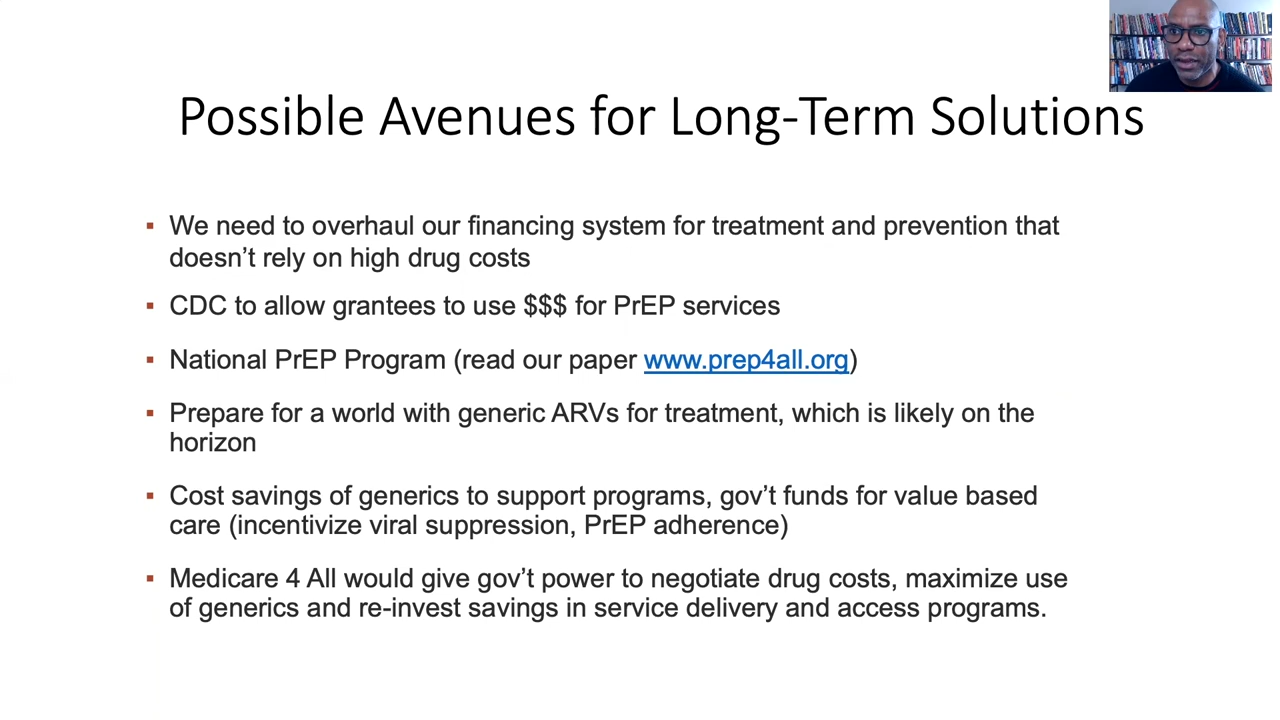 Possible Avenues for Long-Term Solutions
▪ We need to overhaul our financing system for treatment and prevention that
doesn’t rely on high drug costs
▪ CDC to allow grantees to use $$$ for PrEP services
▪ National PrEP Program (read our paper www.prep4all.org)
▪ Prepare for a world with generic ARVs for treatment, which is likely on the
horizon
▪ Cost savings of generics to support programs, gov’t funds for value based
care (incentivize viral suppression, PrEP adherence)
▪ Medicare 4 All would give gov’t power to negotiate drug costs, maximize use
of generics and re-invest savings in service delivery and access programs.